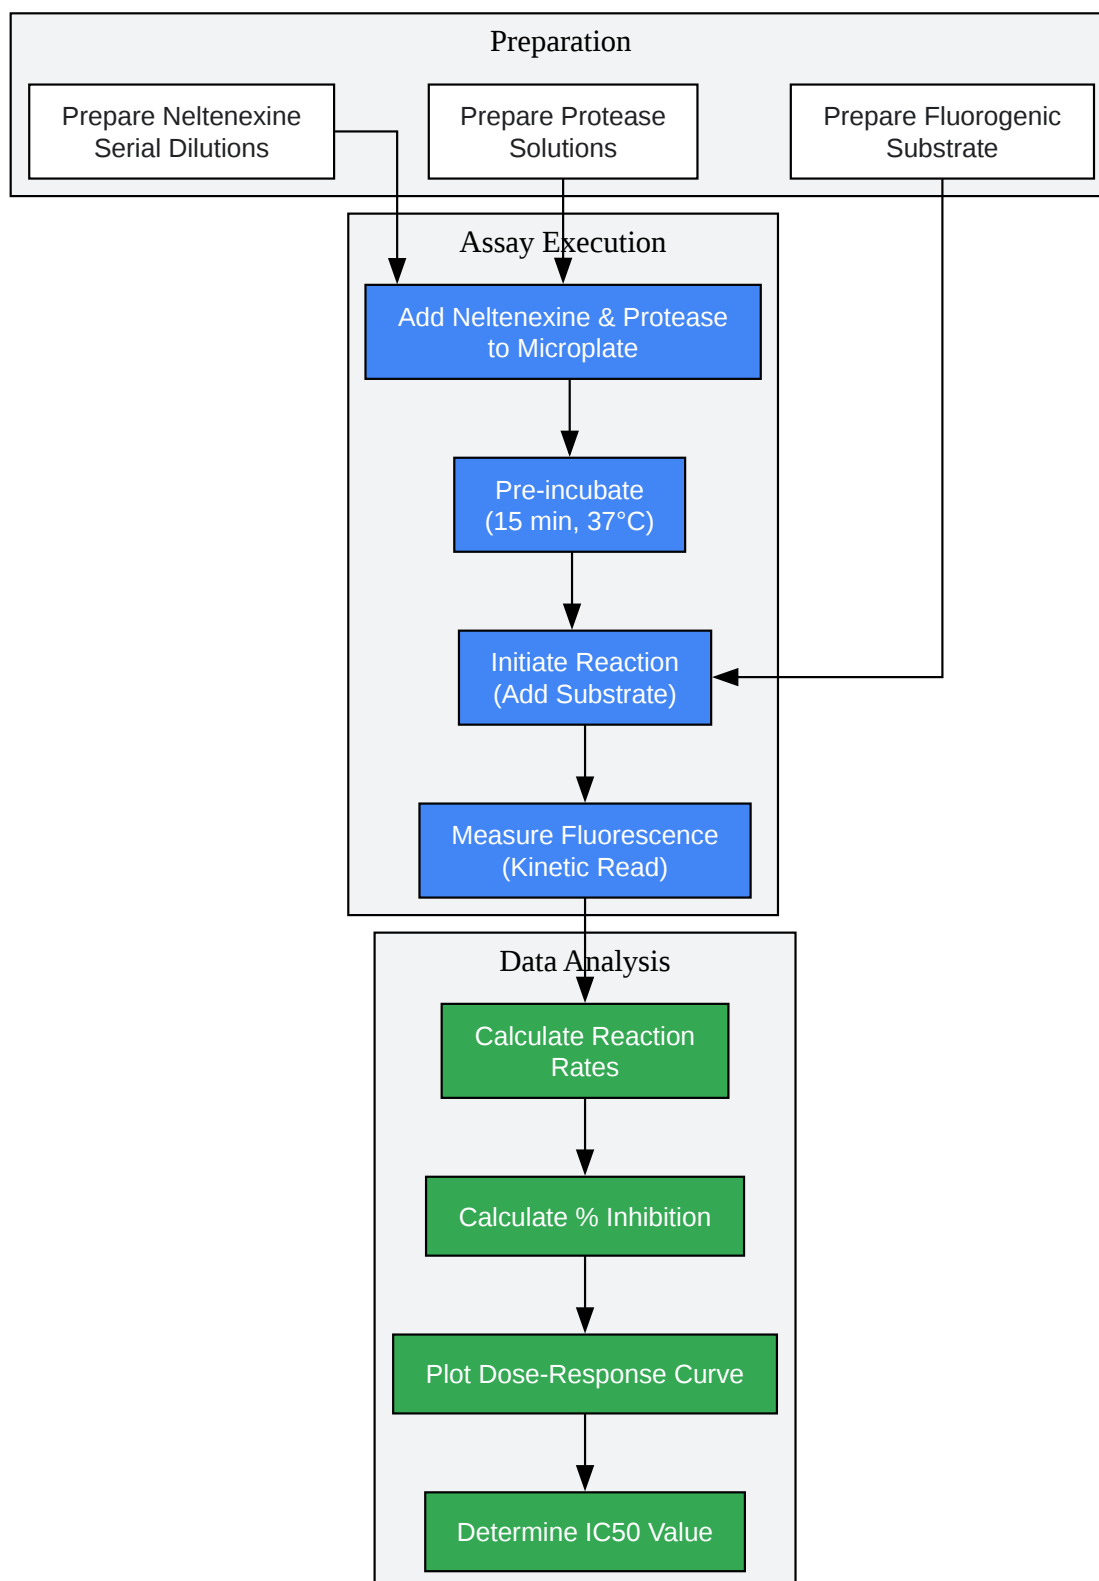 Preparation
Prepare Neltenexine
Serial Dilutions
Prepare Protease
Solutions
Prepare Fluorogenic
Substrate
Assay Execution
Add Neltenexine & Protease
to Microplate
Pre-incubate
(15 min, 37°C)
Initiate Reaction
(Add Substrate)
Measure Fluorescence
(Kinetic Read)
Data Analysis
Calculate Reaction
Rates
Calculate % Inhibition
Plot Dose-Response Curve
Determine IC50 Value